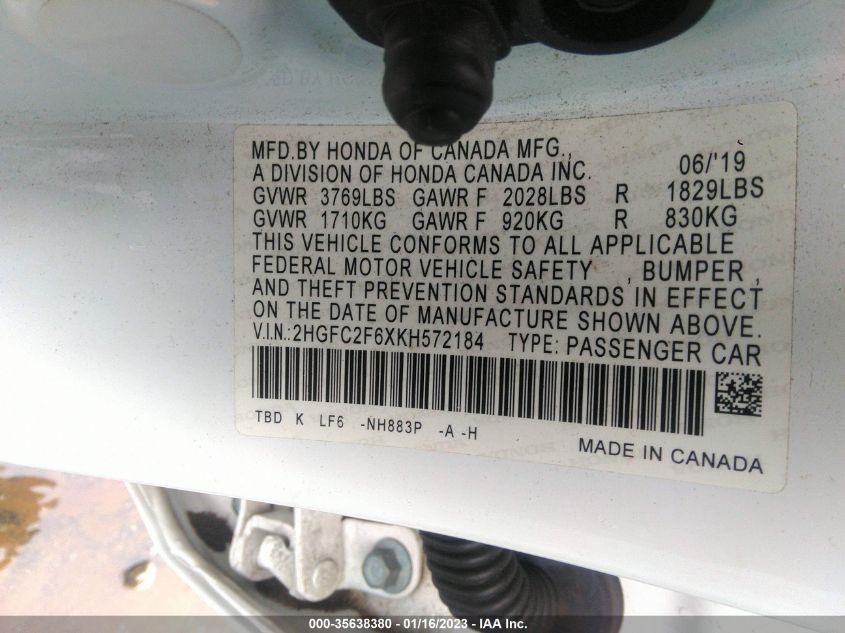 MFD.BY HONDA OF CANADA MFG., 06/'19
A DIVISION OF HONDA CANADA INC.
GVWR 3769LBS GAWR F 2028LBS R 1829LBS
GVWR 1710KG GAWR F 920KG R 830KG
THIS VEHICLE CONFORMS TO ALL APPLICABLE
FEDERAL MOTOR VEHICLE SAFETY , BUMPER ,
AND THEFT PREVENTION STANDARDS IN EFFECT
ON THE DATE OF MANUFACTURE SHOWN ABOVE.
V.I.N.:2HGFC2F6XKH572184 TYPE: PASSENGER CAR
TBD K LF6 -NH883P -A -H
MADE IN CANADA
000-35638380 - 01/16/2023 - IAA Inc.